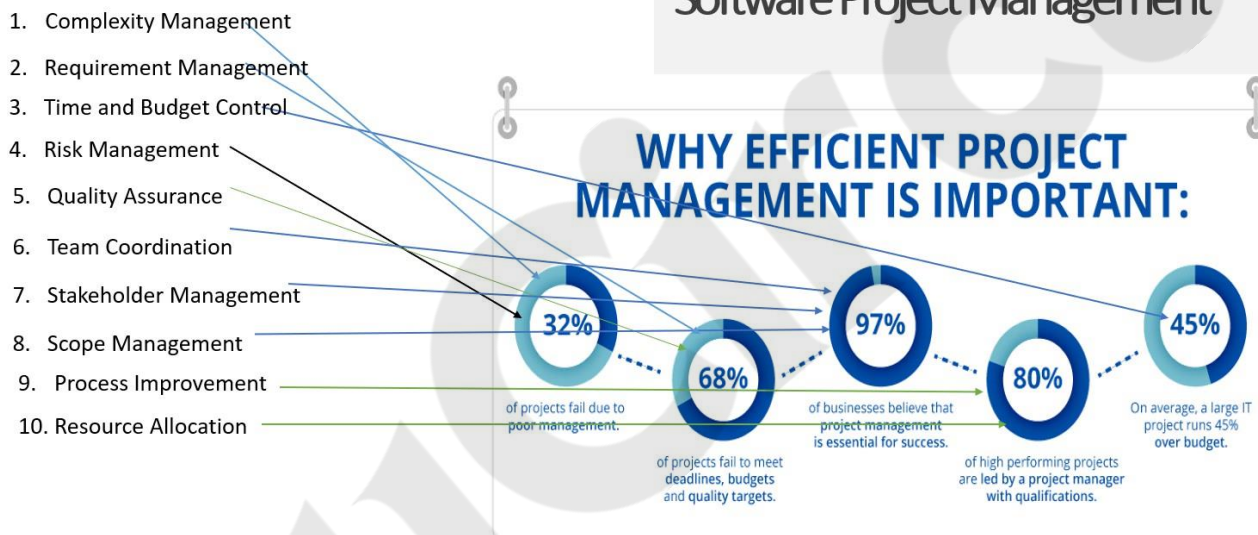 Software Project Management
1. Complexity Management
2. Requirement Management
3. Time and Budget Control
4. Risk Management
5. Quality Assurance
6. Team Coordination
7. Stakeholder Management
8. Scope Management
9. Process Improvement
10. Resource Allocation
WHY EFFICIENT PROJECT
MANAGEMENT IS IMPORTANT:
32%
of projects fail due to
poor management.
68%
of projects fail to meet
deadlines, budgets
and quality targets.
97%
of businesses believe that
project management
is essential for success.
80%
of high performing projects
are led by a project manager
with qualifications.
45%
On average, a large IT
project runs 45%
over budget.